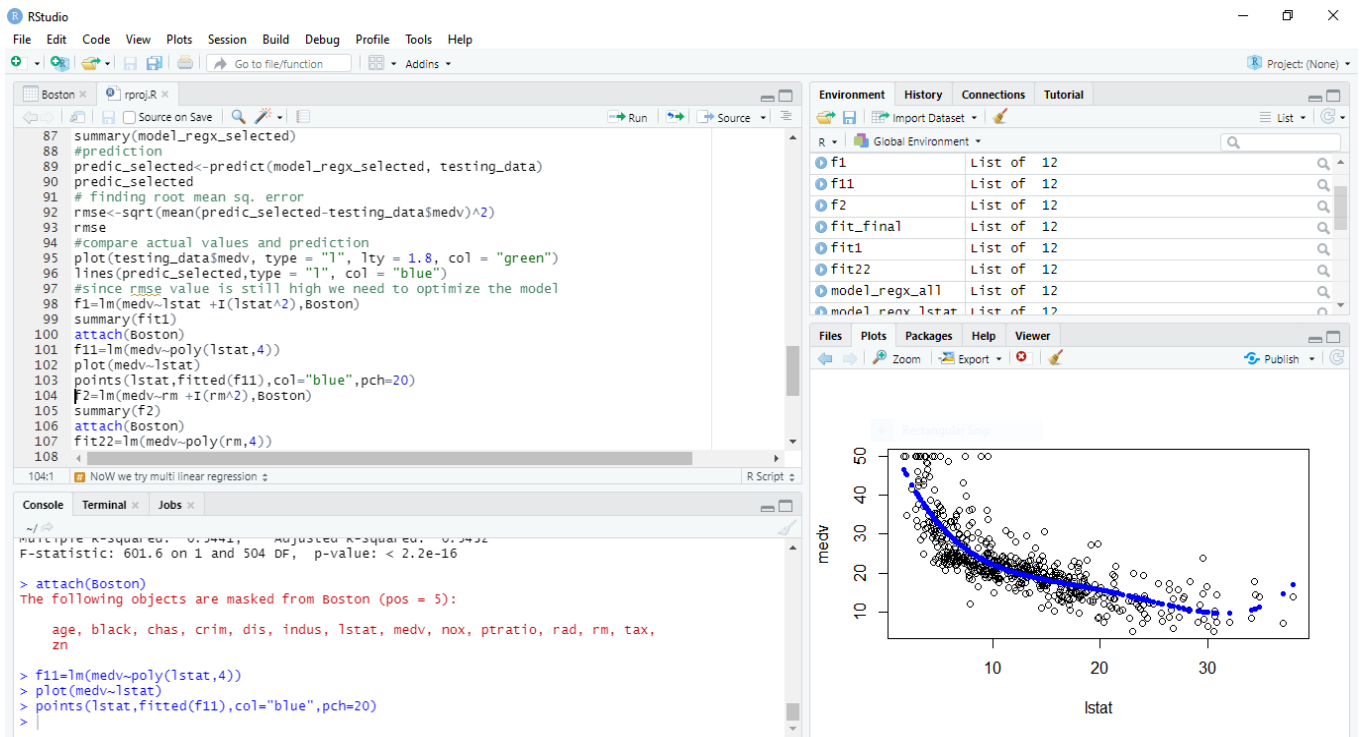 RStudio
File Edit Code View Plots Session Build Debug Profile Tools Help
Go to file/function Addins Project: (None)
Boston rproj.R
Source on Save Run Source
87 summary(model_regx_selected)
88 #prediction
89 predic_selected<-predict(model_regx_selected, testing_data)
90 predic_selected
91 # finding root mean sq. error
92 rmse<-sqrt(mean(predic_selected-testing_data$medv)^2)
93 rmse
94 #compare actual values and prediction
95 plot(testing_data$medv, type = "l", lty = 1.8, col = "green")
96 lines(predic_selected,type = "l", col = "blue")
97 #since rmse value is still high we need to optimize the model
98 f1=lm(medv~lstat +I(lstat^2),Boston)
99 summary(fit1)
100 attach(Boston)
101 f11=lm(medv~poly(lstat,4))
102 plot(medv~lstat)
103 points(lstat,fitted(f11),col="blue",pch=20)
104 f2=lm(medv~rm +I(rm^2),Boston)
105 summary(f2)
106 attach(Boston)
107 fit22=lm(medv~poly(rm,4))
108
104:1 # NoW we try multi linear regression R Script
Console Terminal Jobs
~/
Multiple R-squared: 0.5441, Adjusted R-squared: 0.5432
F-statistic: 601.6 on 1 and 504 DF, p-value: < 2.2e-16
> attach(Boston)
The following objects are masked from Boston (pos = 5):
age, black, chas, crim, dis, indus, lstat, medv, nox, ptratio, rad, rm, tax,
zn
> f11=lm(medv~poly(lstat,4))
> plot(medv~lstat)
> points(lstat,fitted(f11),col="blue",pch=20)
>
Environment History Connections Tutorial
Import Dataset List
R Global Environment
f1 List of 12
f11 List of 12
f2 List of 12
fit_final List of 12
fit1 List of 12
fit22 List of 12
model_regx_all List of 12
model_regx_lstat List of 12
Files Plots Packages Help Viewer
Zoom Export Publish
Rectangular Snip
medv
50
40
30
20
10
10 20 30
lstat